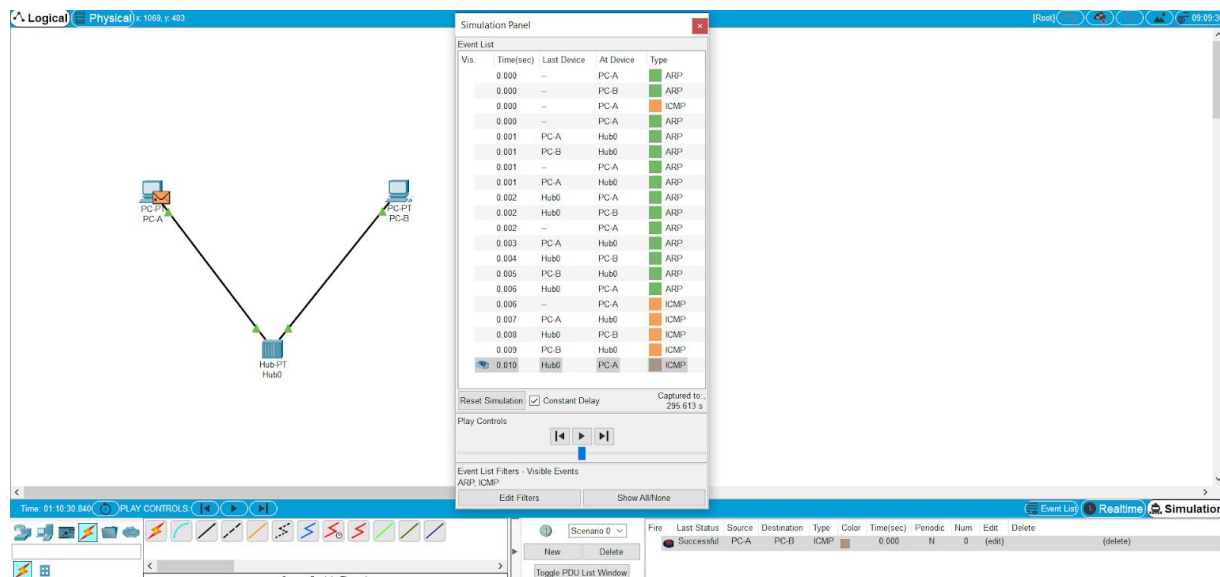 Logical Physical x: 1069, y: 483 [Root] 09:09:30
Simulation Panel
Event List
Vis. Time(sec) Last Device At Device Type
0.000 -- PC-A ARP
0.000 -- PC-B ARP
0.000 -- PC-A ICMP
0.000 -- PC-A ARP
0.001 PC-A Hub0 ARP
0.001 PC-B Hub0 ARP
0.001 -- PC-A ARP
0.001 PC-A Hub0 ARP
0.002 Hub0 PC-A ARP
0.002 Hub0 PC-B ARP
0.002 -- PC-A ARP
0.003 PC-A Hub0 ARP
0.004 Hub0 PC-B ARP
0.005 PC-B Hub0 ARP
0.006 Hub0 PC-A ARP
0.006 -- PC-A ICMP
0.007 PC-A Hub0 ICMP
0.008 Hub0 PC-B ICMP
0.009 PC-B Hub0 ICMP
0.010 Hub0 PC-A ICMP
PC-PT
PC-A
PC-PT
PC-B
Hub-PT
Hub0
Reset Simulation Constant Delay Captured to:
295.613 s
Play Controls
Event List Filters - Visible Events
ARP, ICMP
Edit Filters Show All/None
Time: 01:10:30.840 PLAY CONTROLS: Event List Realtime Simulation
Scenario 0
New Delete
Toggle PDU List Window
Fire Last Status Source Destination Type Color Time(sec) Periodic Num Edit Delete
Successful PC-A PC-B ICMP 0.000 N 0 (edit) (delete)